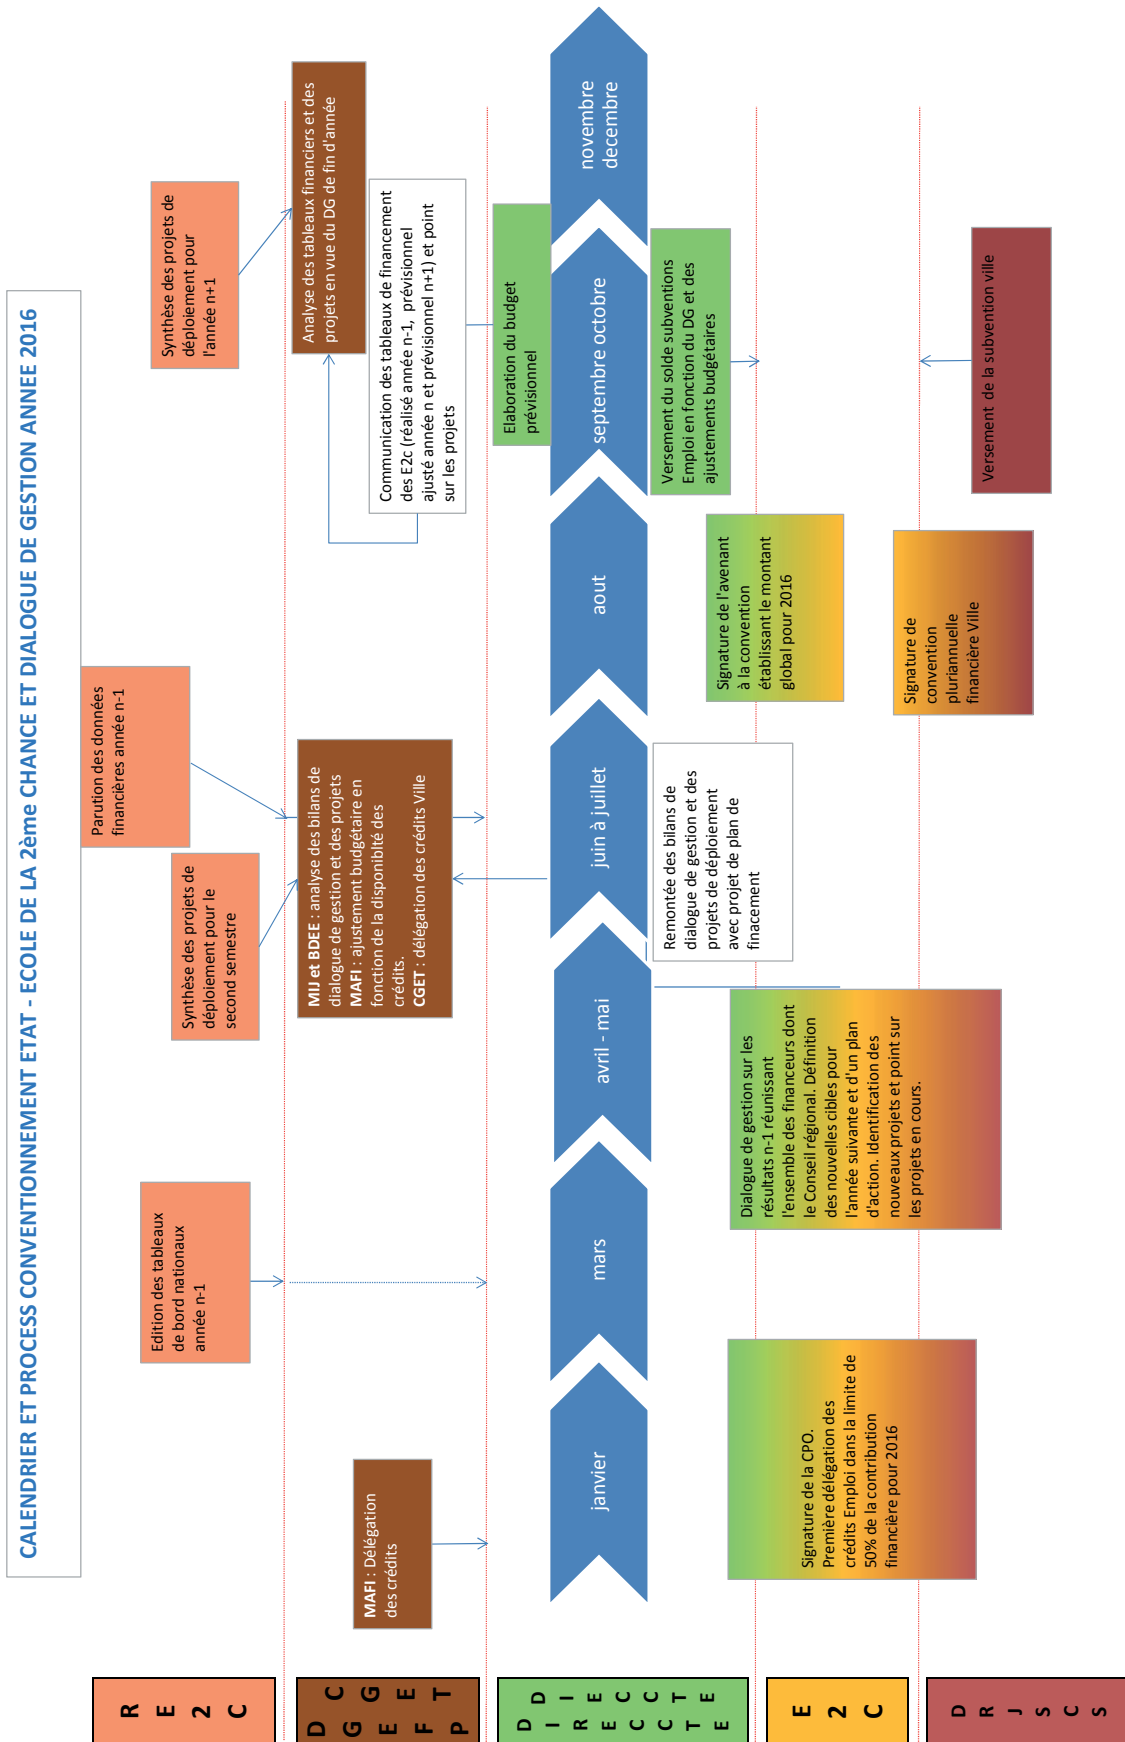 CALENDRIER ET PROCESS CONVENTIONNEMENT ETAT - ECOLE DE LA 2ème CHANCE ET DIALOGUE DE GESTION ANNEE 2016
R
E
2
C
Edition des tableaux
de bord nationaux
année n-1
Synthèse des projets de
déploiement pour le
second semestre
Parution des données
financières année n-1
Synthèse des projets de
déploiement pour
l'année n+1
D C
G G
E E
F T
P
MAFI : Délégation
des crédits
MIJ et BDEE : analyse des bilans de
dialogue de gestion et des projets
MAFI : ajustement budgétaire en
fonction de la disponiblté des
crédits.
CGET : délégation des crédits Ville
Analyse des tableaux financiers et des
projets en vue du DG de fin d'année
Communication des tableaux de financement
des E2c (réalisé année n-1, prévisionnel
ajusté année n et prévisionnel n+1) et point
sur les projets
D D
I I
R E
E C
C C
C T
T E
E
Elaboration du budget
prévisionnel
janvier
mars
avril - mai
juin à juillet
aout
septembre octobre
novembre
decembre
Remontée des bilans de
dialogue de gestion et des
projets de déploiement
avec projet de plan de
finacement
Versement du solde subventions
Emploi en fonction du DG et des
ajustements budgétaires
E
2
C
Signature de la CPO.
Première délégation des
crédits Emploi dans la limite de
50% de la contribution
financière pour 2016
Dialogue de gestion sur les
résultats n-1 réunissant
l'ensemble des financeurs dont
le Conseil régional. Définition
des nouvelles cibles pour
l'année suivante et d'un plan
d'action. Identification des
nouveaux projets et point sur
les projets en cours.
Signature de l'avenant
à la convention
établissant le montant
global pour 2016
D
R
J
S
C
S
Signature de
convention
pluriannuelle
financière Ville
Versement de la subvention ville